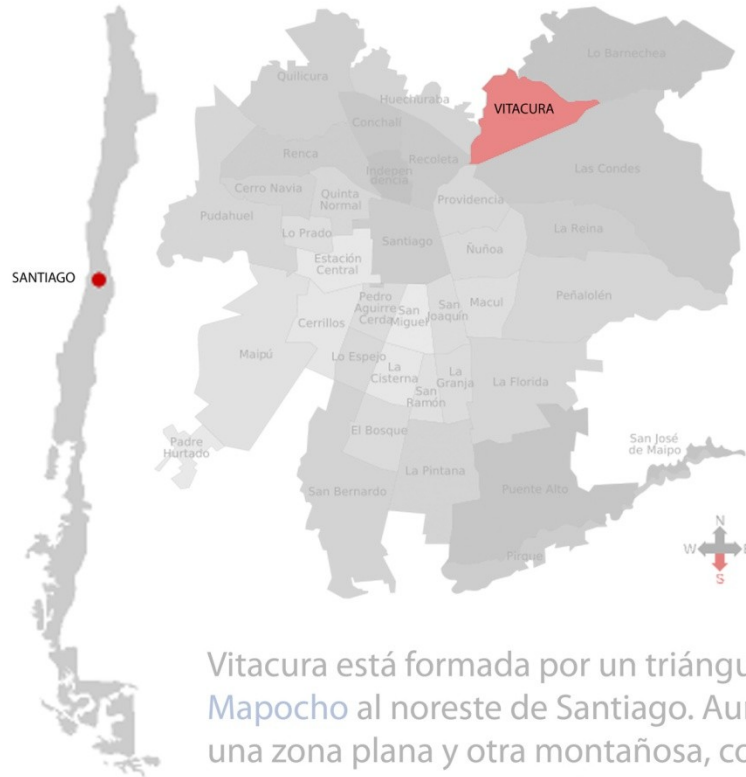 SANTIAGO
Lo Barnechea
Quilicura
Huechuraba
VITACURA
Conchalí
Renca
Recoleta
Indepen
dencia
Las Condes
Cerro Navia
Quinta
Normal
Providencia
Pudahuel
Lo Prado
Santiago
Ñuñoa
La Reina
Estación
Central
Peñalolén
Pedro
Aguirre
Cerda
San
Miguel
San
Joaquín
Macul
Cerrillos
Maipú
Lo Espejo
La
Cisterna
La
Granja
La Florida
San
Ramón
El Bosque
Padre
Hurtado
San José
de Maipo
La Pintana
San Bernardo
Puente Alto
Pirque
N
W
E
S
Vitacura está formada por un triángu
Mapocho al noreste de Santiago. Aun
una zona plana y otra montañosa, co